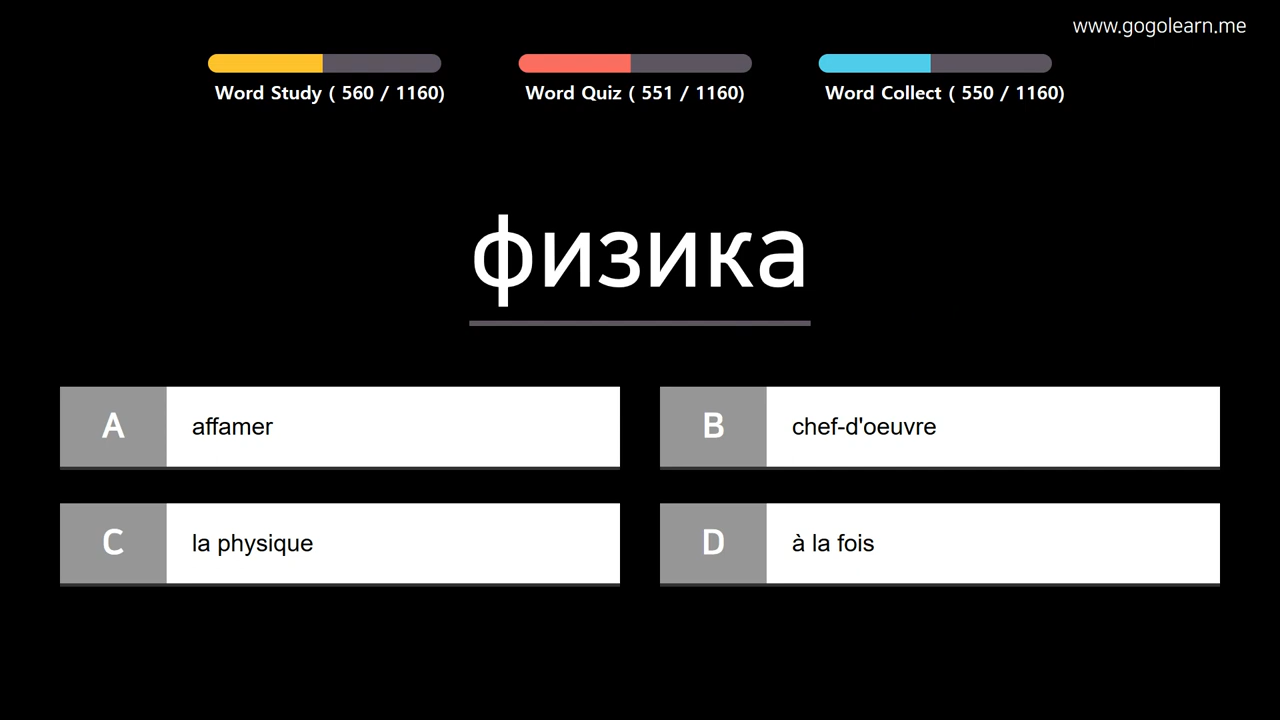 www.gogolearn.me
Word Study ( 560 / 1160)
Word Quiz ( 551 / 1160)
Word Collect ( 550 / 1160)
физика
A affamer
B chef-d'oeuvre
C la physique
D à la fois